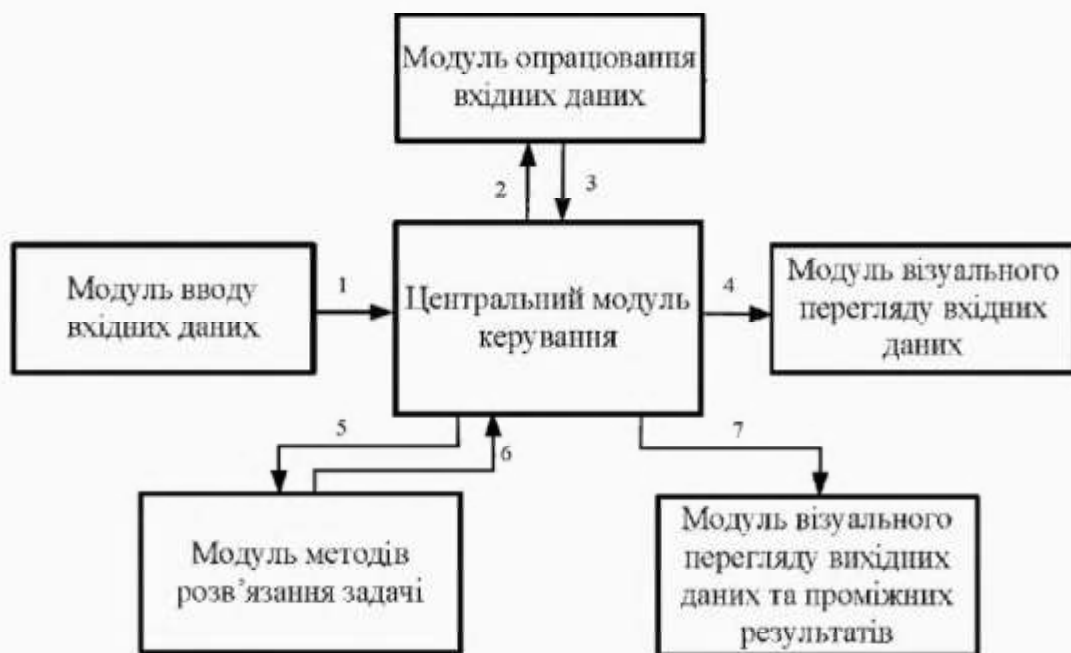 Модуль опрацювання
вхідних даних
2
3
Модуль вводу
вхідних даних
1
Центральний модуль
керування
4
Модуль візуального
перегляду вхідних
даних
5
6
7
Модуль методів
розв’язання задачі
Модуль візуального
перегляду вихідних
даних та проміжних
результатів